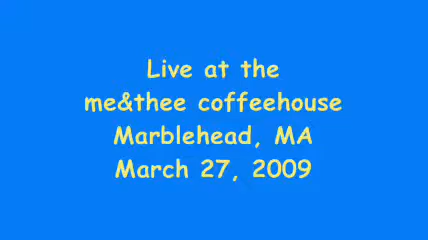 Live at the
me&thee coffeehouse
Marblehead, MA
March 27, 2009